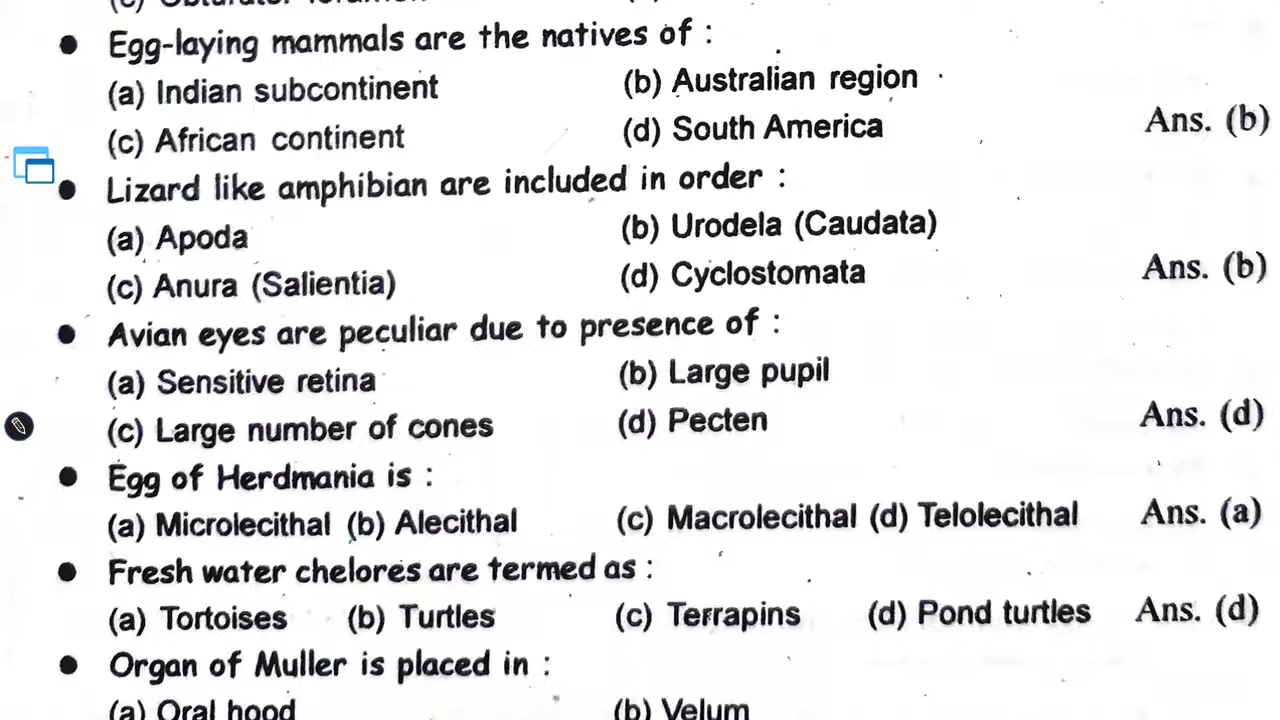 (c) Obturator foramen
• Egg-laying mammals are the natives of :
(a) Indian subcontinent (b) Australian region
(c) African continent (d) South America Ans. (b)
• Lizard like amphibian are included in order :
(a) Apoda (b) Urodela (Caudata)
(c) Anura (Salientia) (d) Cyclostomata Ans. (b)
• Avian eyes are peculiar due to presence of :
(a) Sensitive retina (b) Large pupil
(c) Large number of cones (d) Pecten Ans. (d)
• Egg of Herdmania is :
(a) Microlecithal (b) Alecithal (c) Macrolecithal (d) Telolecithal Ans. (a)
• Fresh water chelores are termed as :
(a) Tortoises (b) Turtles (c) Terrapins (d) Pond turtles Ans. (d)
• Organ of Muller is placed in :
(a) Oral hood (b) Velum